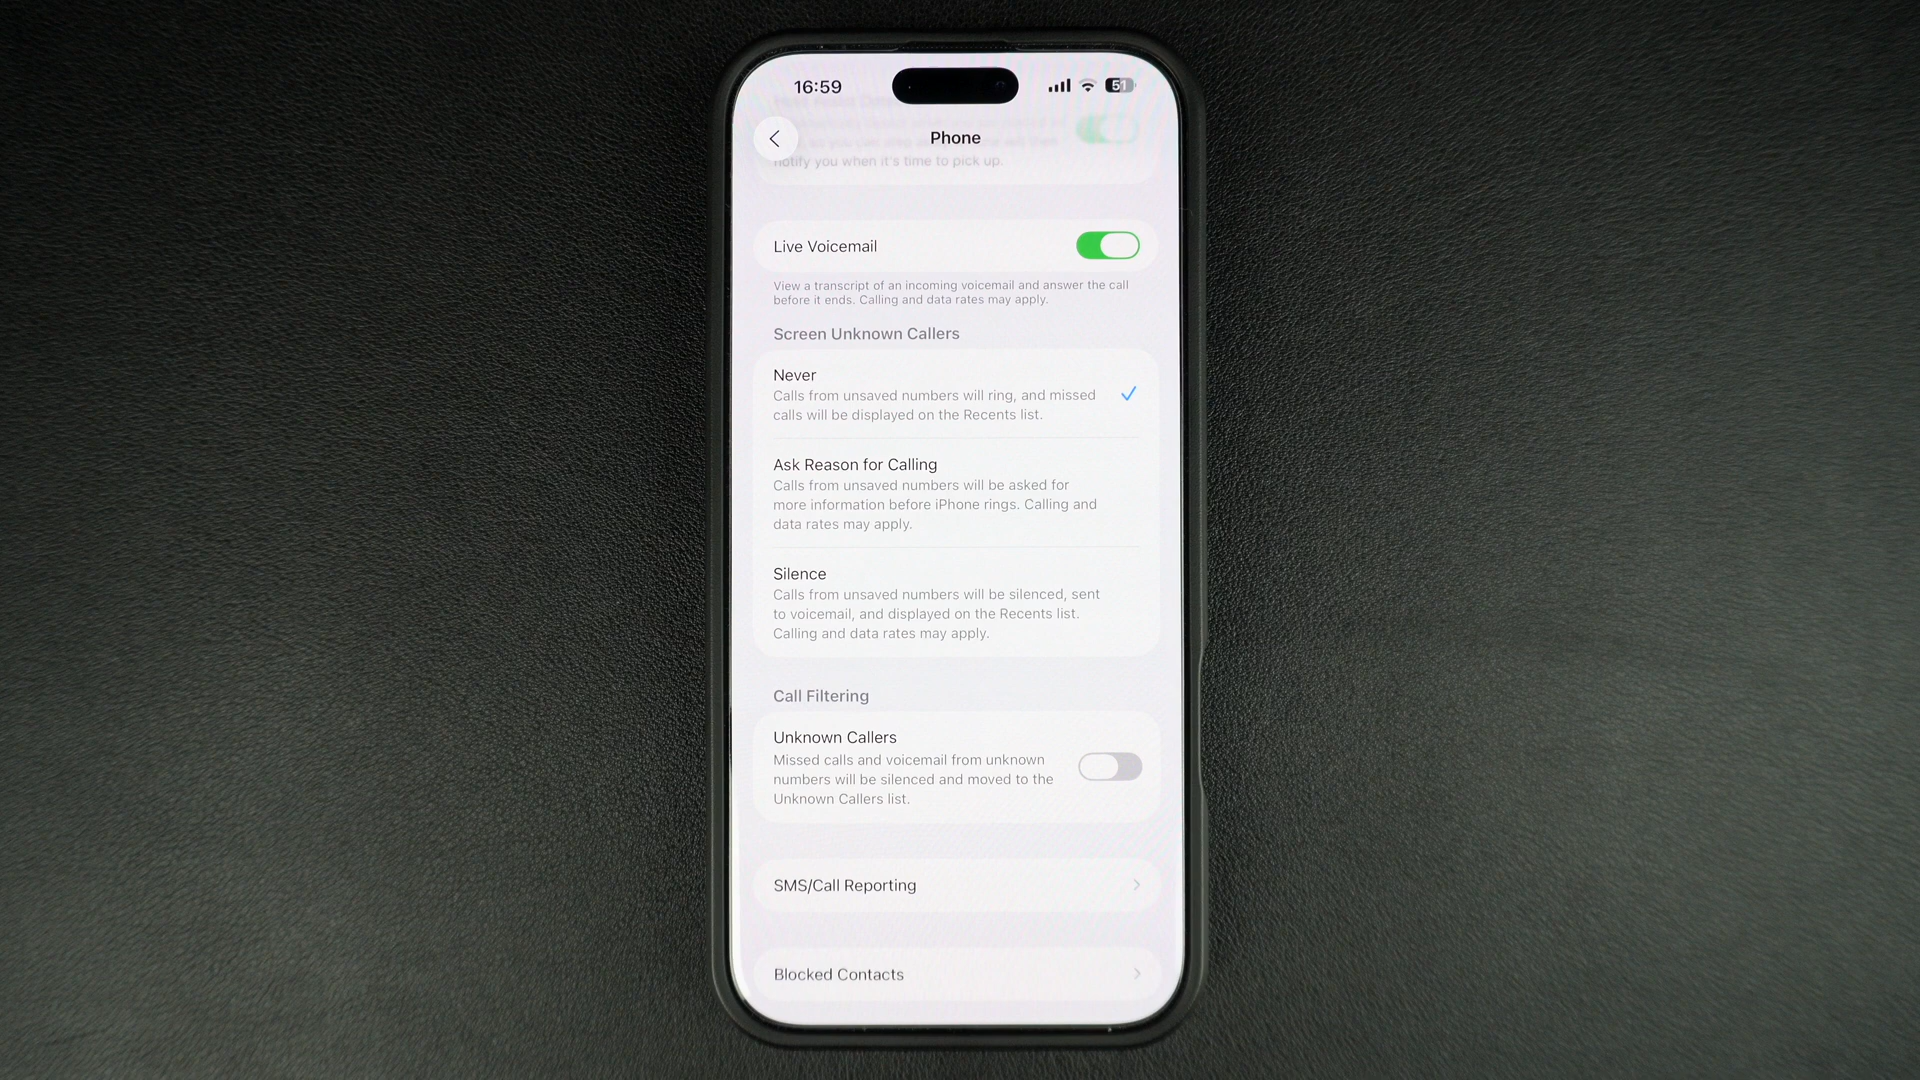 16:59
51
Phone
notify you when it's time to pick up.
Live Voicemail
View a transcript of an incoming voicemail and answer the call
before it ends. Calling and data rates may apply.
Screen Unknown Callers
Never
Calls from unsaved numbers will ring, and missed
calls will be displayed on the Recents list.
Ask Reason for Calling
Calls from unsaved numbers will be asked for
more information before iPhone rings. Calling and
data rates may apply.
Silence
Calls from unsaved numbers will be silenced, sent
to voicemail, and displayed on the Recents list.
Calling and data rates may apply.
Call Filtering
Unknown Callers
Missed calls and voicemail from unknown
numbers will be silenced and moved to the
Unknown Callers list.
SMS/Call Reporting
Blocked Contacts